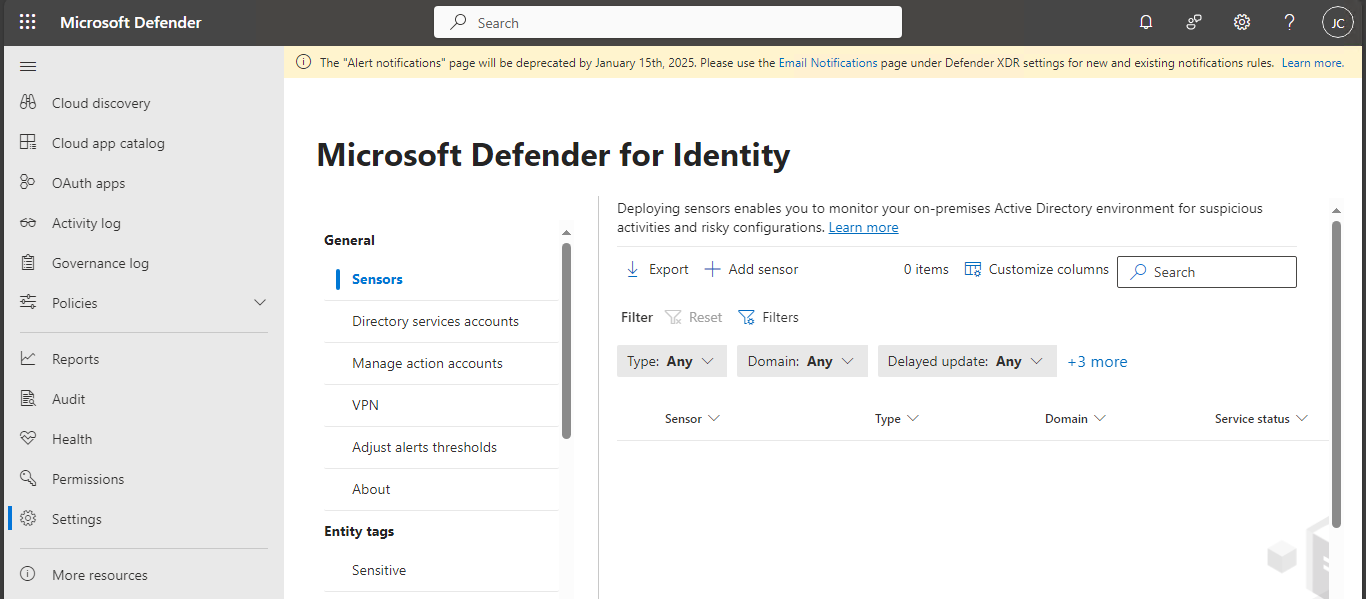 Microsoft Defender
Search
JC
The "Alert notifications" page will be deprecated by January 15th, 2025. Please use the Email Notifications page under Defender XDR settings for new and existing notifications rules. Learn more.
Cloud discovery
Cloud app catalog
OAuth apps
Activity log
Governance log
Policies
Reports
Audit
Health
Permissions
Settings
More resources
Microsoft Defender for Identity
General
Sensors
Directory services accounts
Manage action accounts
VPN
Adjust alerts thresholds
About
Entity tags
Sensitive
Deploying sensors enables you to monitor your on-premises Active Directory environment for suspicious
activities and risky configurations. Learn more
Export Add sensor 0 items Customize columns Search
Filter Reset Filters
Type: Any Domain: Any Delayed update: Any +3 more
Sensor Type Domain Service status